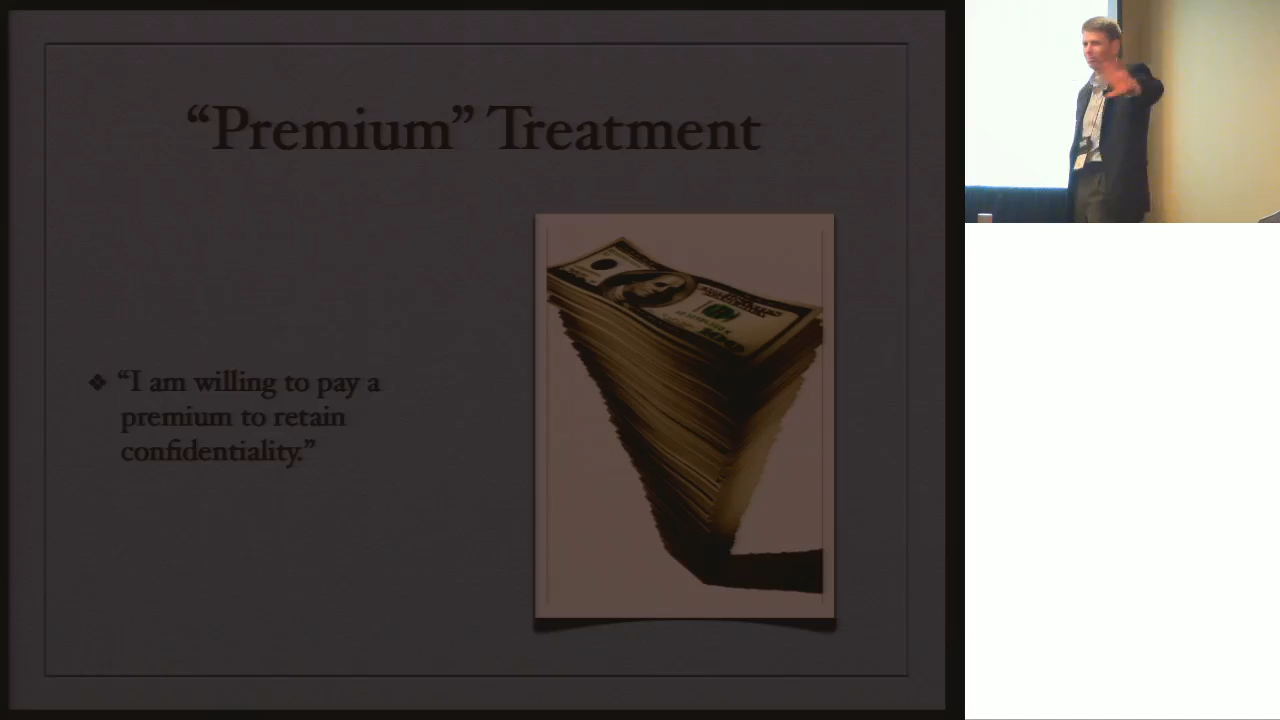 “Premium” Treatment
❖ “I am willing to pay a
premium to retain
confidentiality.”